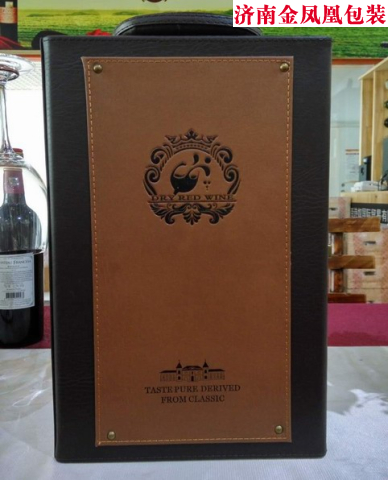 济南金凤凰包装
DRY RED WINE
TASTE PURE DERIVED
FROM CLASSIC